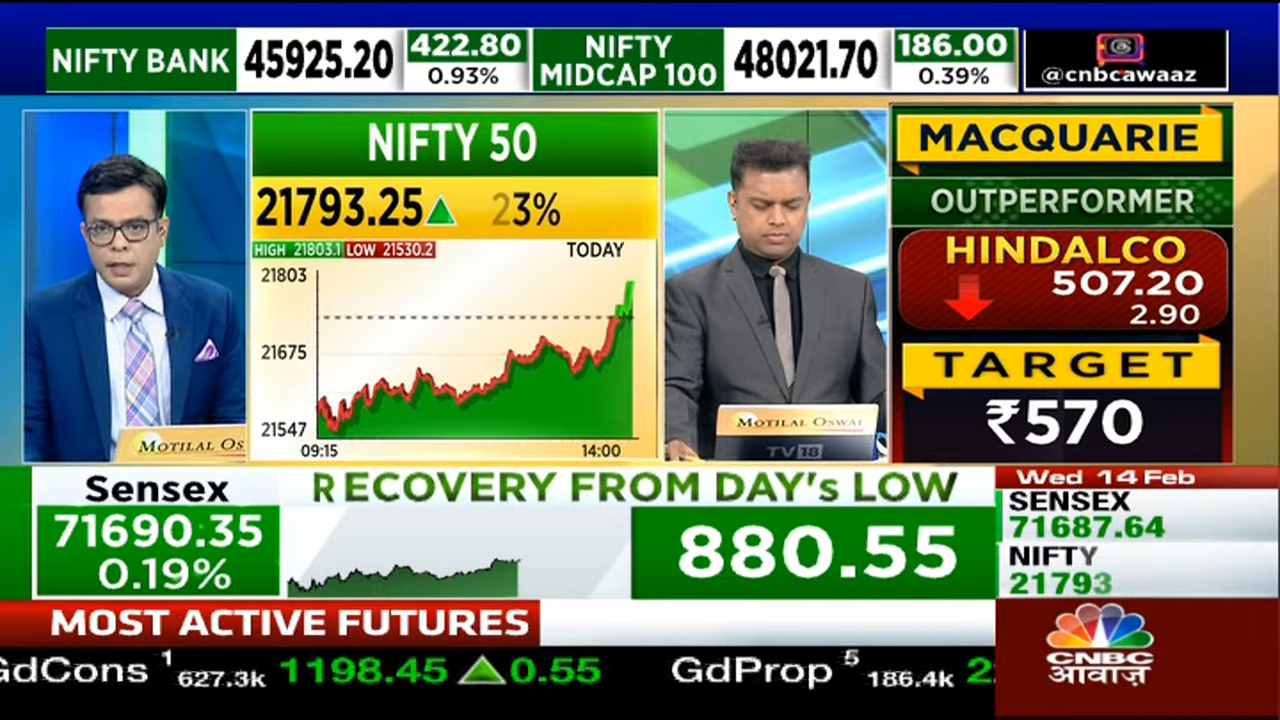 NIFTY BANK 45925.20 422.80 0.93%
NIFTY MIDCAP 100 48021.70 186.00 0.39%
@cnbcawaaz
NIFTY 50
21793.25 23%
HIGH 21803.1 LOW 21530.2
TODAY
21803
21675
21547
09:15 14:00
MOTILAL OS
MOTILAL OSWAL
TV18
MACQUARIE
OUTPERFORMER
HINDALCO
507.20
2.90
TARGET
₹570
Sensex
71690.35
0.19%
RECOVERY FROM DAY's LOW
880.55
Wed 14 Feb
SENSEX
71687.64
NIFTY
21793
MOST ACTIVE FUTURES
GdCons 1 627.3k 1198.45 0.55 GdProp 5 186.4k 2
CNBC
आवाज़